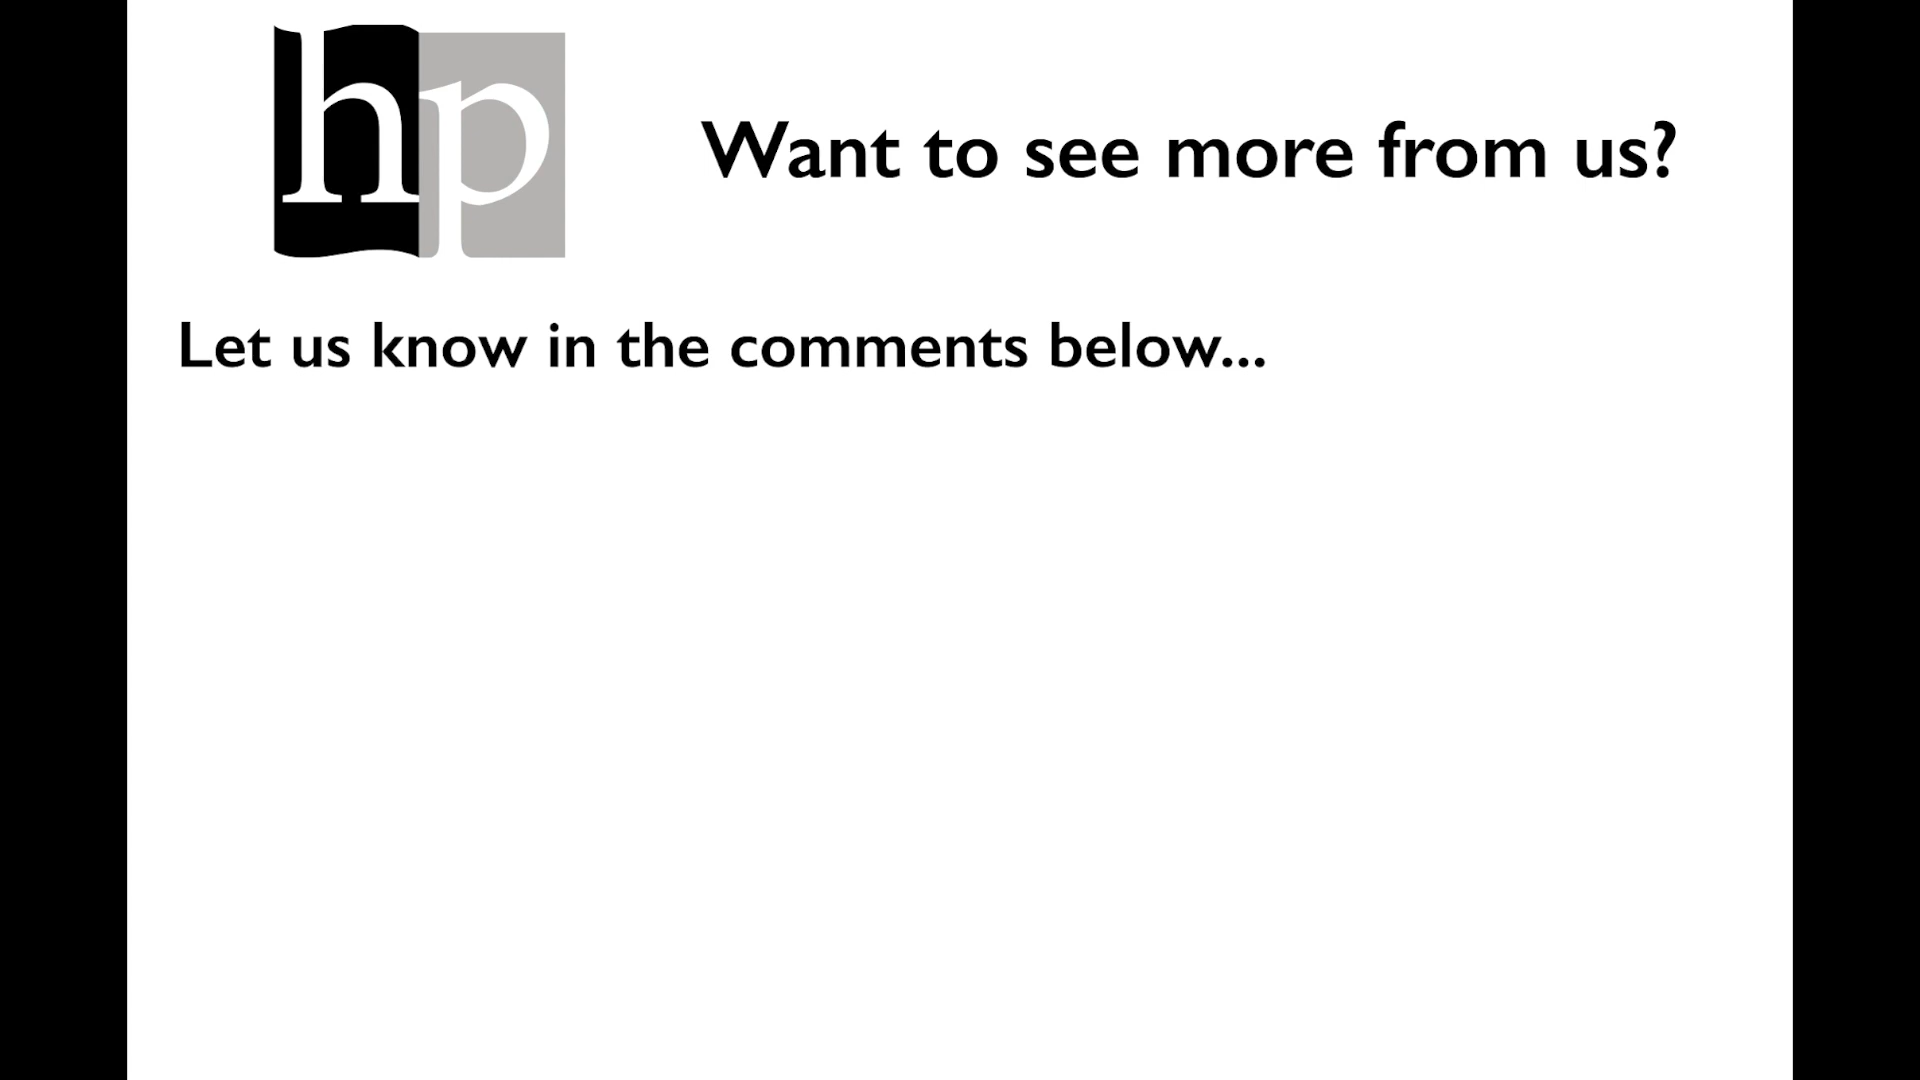 hp
Want to see more from us?
Let us know in the comments below...